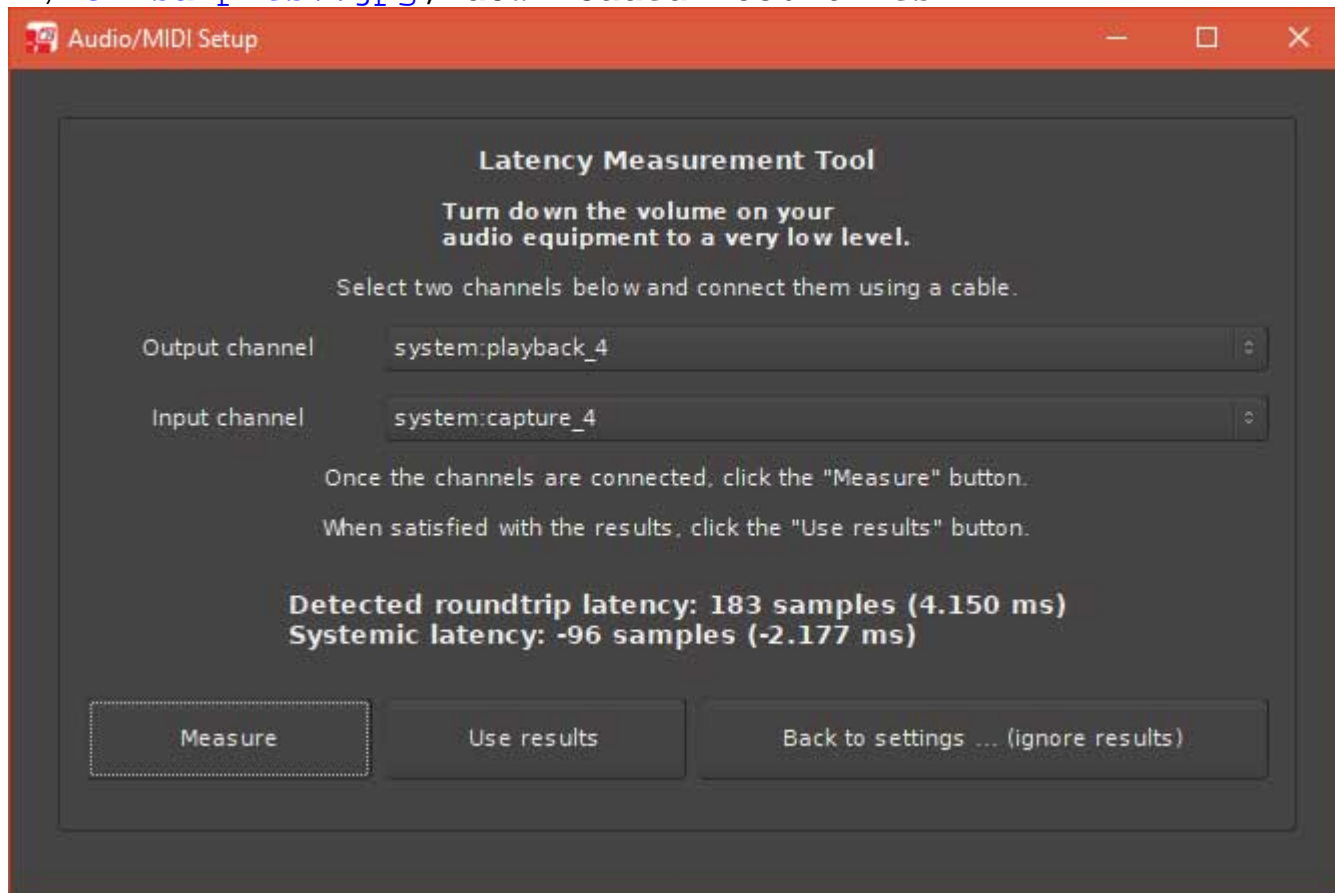 Audio/MIDI Setup
Latency Measurement Tool
Turn down the volume on your
audio equipment to a very low level.
Select two channels below and connect them using a cable.
Output channel system:playback_4
Input channel system:capture_4
Once the channels are connected, click the "Measure" button.
When satisfied with the results, click the "Use results" button.
Detected roundtrip latency: 183 samples (4.150 ms)
Systemic latency: -96 samples (-2.177 ms)
Measure Use results Back to settings ... (ignore results)